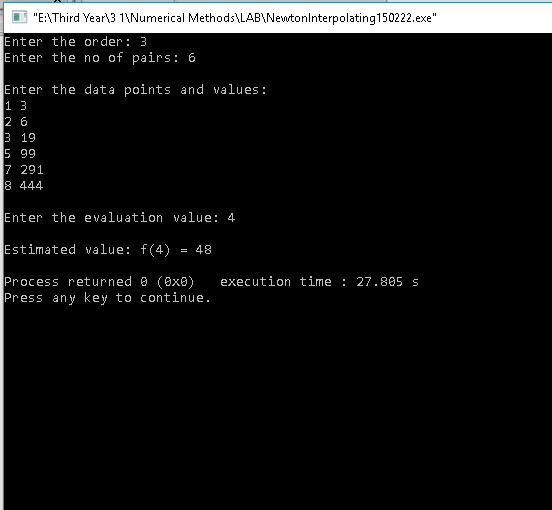 "E:\Third Year\3 1\Numerical Methods\LAB\NewtonInterpolating150222.exe"
Enter the order: 3
Enter the no of pairs: 6
Enter the data points and values:
1 3
2 6
3 19
5 99
7 291
8 444
Enter the evaluation value: 4
Estimated value: f(4) = 48
Process returned 0 (0x0)   execution time : 27.805 s
Press any key to continue.